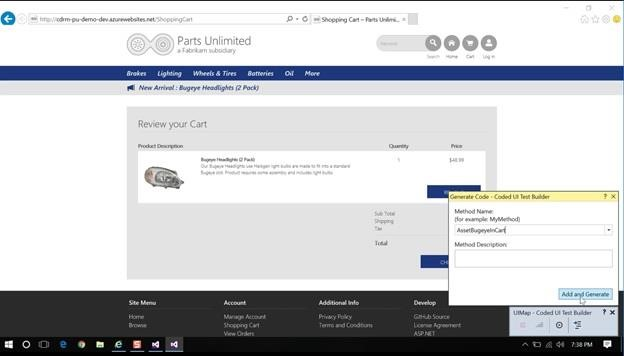 http://cdrm-pu-demo-dev.azurewebsites.net/ShoppingCart
Shopping Cart – Parts Unlimi...
Parts Unlimited
a Fabrikam subsidiary
Keyword
Search Home Cart Log in
Brakes Lighting Wheels & Tires Batteries Oil More
New Arrival : Bugeye Headlights (2 Pack)
Review your Cart
Product Description Quantity Price
Bugeye Headlights (2 Pack) 1 $48.99
Our Bugeye Headlights use Halogen light bulbs are made to fit into a standard
Bugeye slot. Product requires some assembly and includes light bulbs.
Sub Total
Shipping
Tax
Total
Generate Code - Coded UI Test Builder ? ×
Method Name:
(for example: MyMethod)
AssetBugeyeInCart
Method Description:
Add and Generate
UIMap - Coded UI Test Builder ? ×
Site Menu Account Additional Info Develop
Home Manage Account Privacy Policy GitHub Source
Browse Shopping Cart Terms and Conditions License Agreement
View Orders ASP.NET
7:38 PM